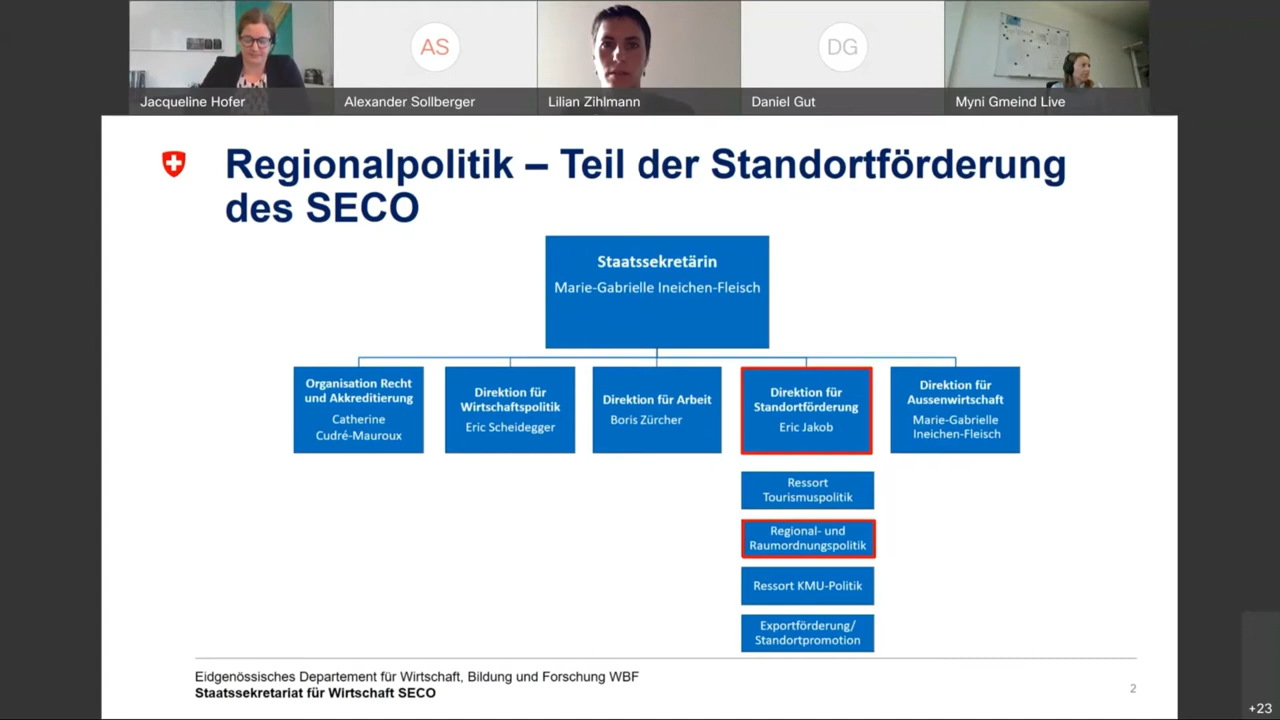 AS
DG
Jacqueline Hofer
Alexander Sollberger
Lilian Zihlmann
Daniel Gut
Myni Gmeind Live
Regionalpolitik – Teil der Standortförderung
des SECO
Staatssekretärin
Marie-Gabrielle Ineichen-Fleisch
Organisation Recht
und Akkreditierung
Catherine
Cudré-Mauroux
Direktion für
Wirtschaftspolitik
Eric Scheidegger
Direktion für Arbeit
Boris Zürcher
Direktion für
Standortförderung
Eric Jakob
Direktion für
Aussenwirtschaft
Marie-Gabrielle
Ineichen-Fleisch
Ressort
Tourismuspolitik
Regional- und
Raumordnungspolitik
Ressort KMU-Politik
Exportförderung/
Standortpromotion
Eidgenössisches Departement für Wirtschaft, Bildung und Forschung WBF
Staatssekretariat für Wirtschaft SECO
2
+23